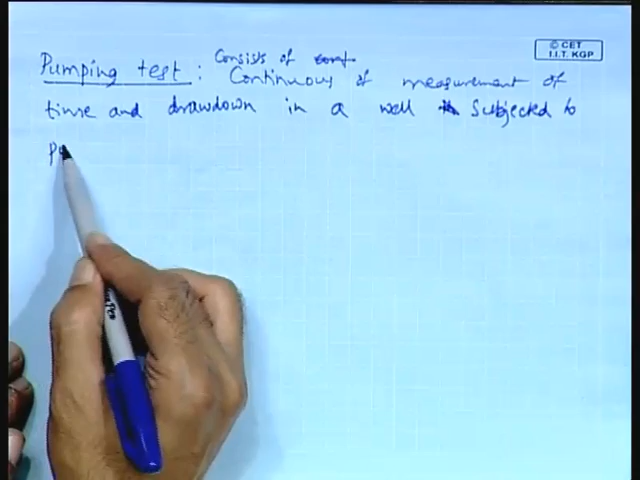 © CET
I.I.T. KGP
Consists of
Pumping test : Continuous of measurement of
time and drawdown in a well subjected to